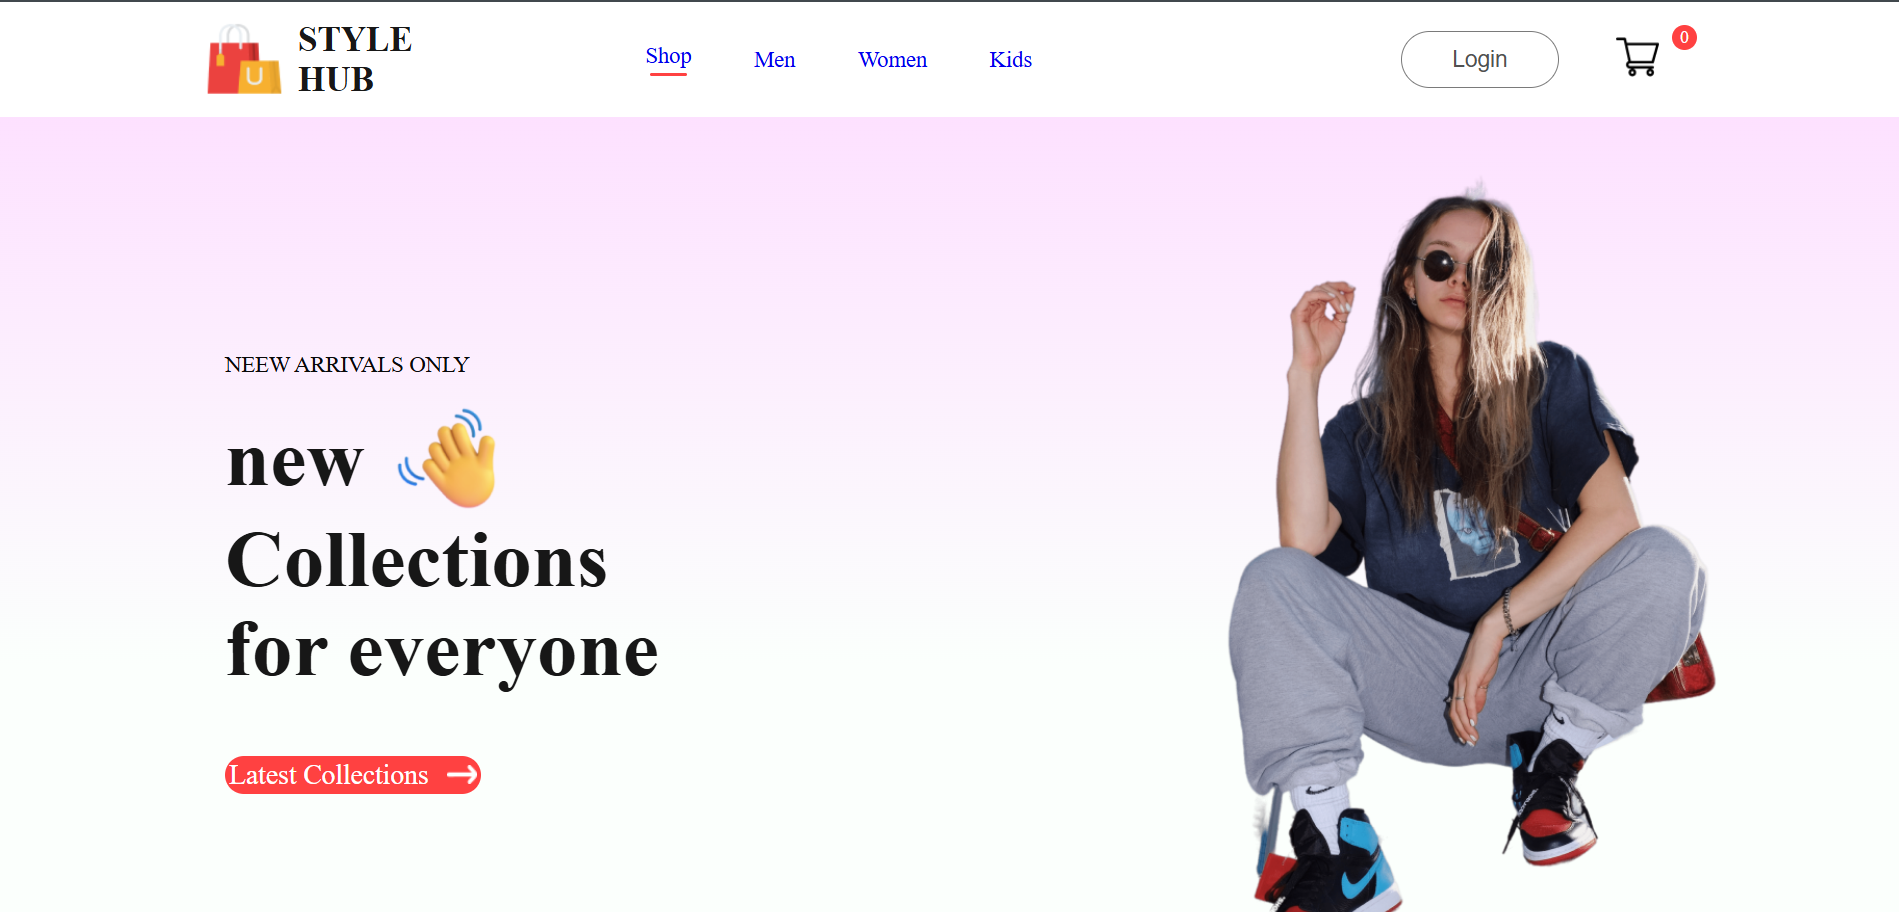 STYLE
HUB
Shop
Men
Women
Kids
Login
0
U
NEEW ARRIVALS ONLY
new
Collections
for everyone
Latest Collections